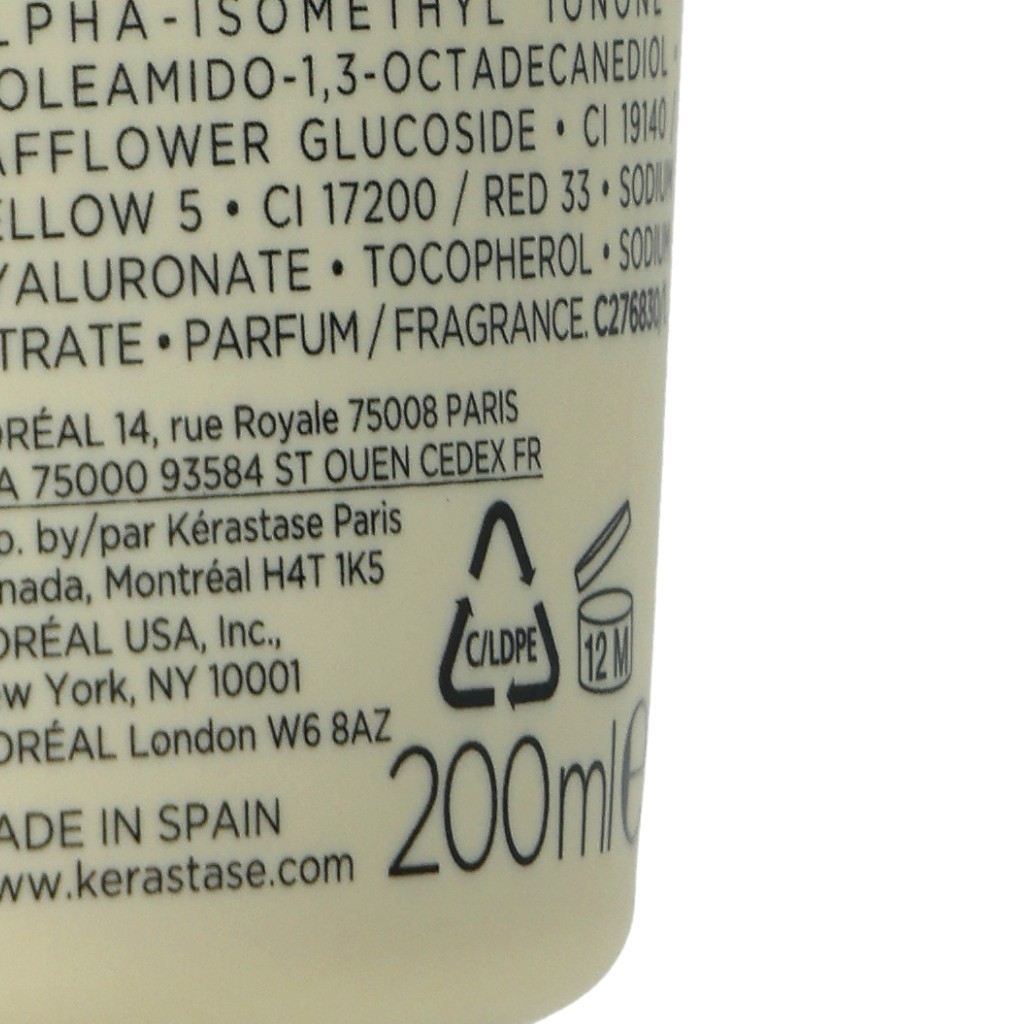 LPHA-ISOMETHYL IONONE
OLEAMIDO-1,3-OCTADECANEDIOL •
AFFLOWER GLUCOSIDE • CI 19140 /
ELLOW 5 • CI 17200 / RED 33 • SODIUM
YALURONATE • TOCOPHEROL • SODIUM
TRATE • PARFUM / FRAGRANCE. C276830/1
ORÉAL 14, rue Royale 75008 PARIS
A 75000 93584 ST OUEN CEDEX FR
o. by/par Kérastase Paris
nada, Montréal H4T 1K5
ORÉAL USA, Inc.,
ew York, NY 10001
ORÉAL London W6 8AZ
C/LDPE
12 M
200ml e
ADE IN SPAIN
ww.kerastase.com